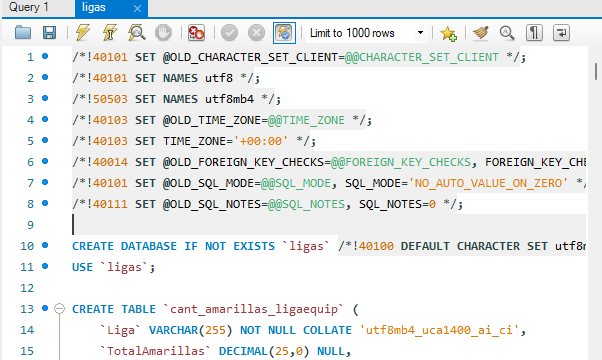 Query 1 ligas
Limit to 1000 rows
1 /*!40101 SET @OLD_CHARACTER_SET_CLIENT=@@CHARACTER_SET_CLIENT */;
2 /*!40101 SET NAMES utf8 */;
3 /*!50503 SET NAMES utf8mb4 */;
4 /*!40103 SET @OLD_TIME_ZONE=@@TIME_ZONE */;
5 /*!40103 SET TIME_ZONE='+00:00' */;
6 /*!40014 SET @OLD_FOREIGN_KEY_CHECKS=@@FOREIGN_KEY_CHECKS, FOREIGN_KEY_CHE
7 /*!40101 SET @OLD_SQL_MODE=@@SQL_MODE, SQL_MODE='NO_AUTO_VALUE_ON_ZERO' */
8 /*!40111 SET @OLD_SQL_NOTES=@@SQL_NOTES, SQL_NOTES=0 */;
9
10 CREATE DATABASE IF NOT EXISTS `ligas` /*!40100 DEFAULT CHARACTER SET utf8m
11 USE `ligas`;
12
13 CREATE TABLE `cant_amarillas_ligaequip` (
14 `Liga` VARCHAR(255) NOT NULL COLLATE 'utf8mb4_uca1400_ai_ci',
15 `TotalAmarillas` DECIMAL(25,0) NULL,